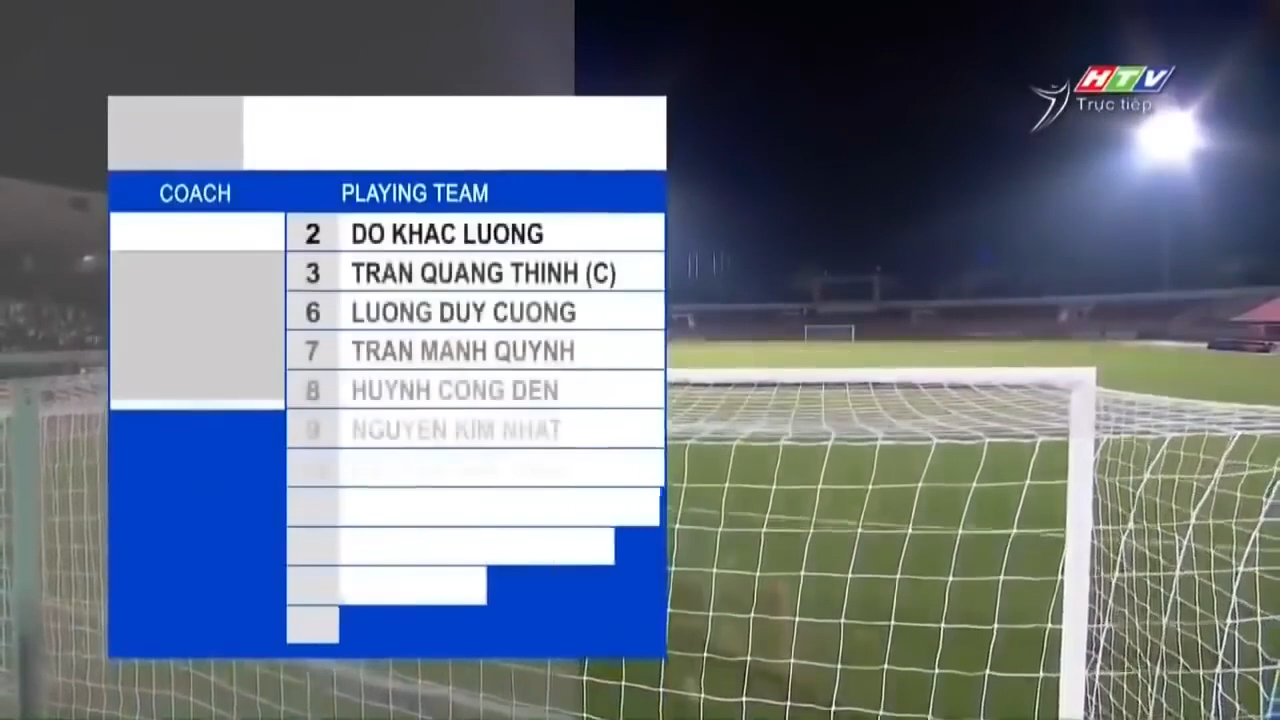 HTV
Trực tiếp
COACH PLAYING TEAM
2 DO KHAC LUONG
3 TRAN QUANG THINH (C)
6 LUONG DUY CUONG
7 TRAN MANH QUYNH
8 HUYNH CONG DEN
9 NGUYEN KIM NHAT